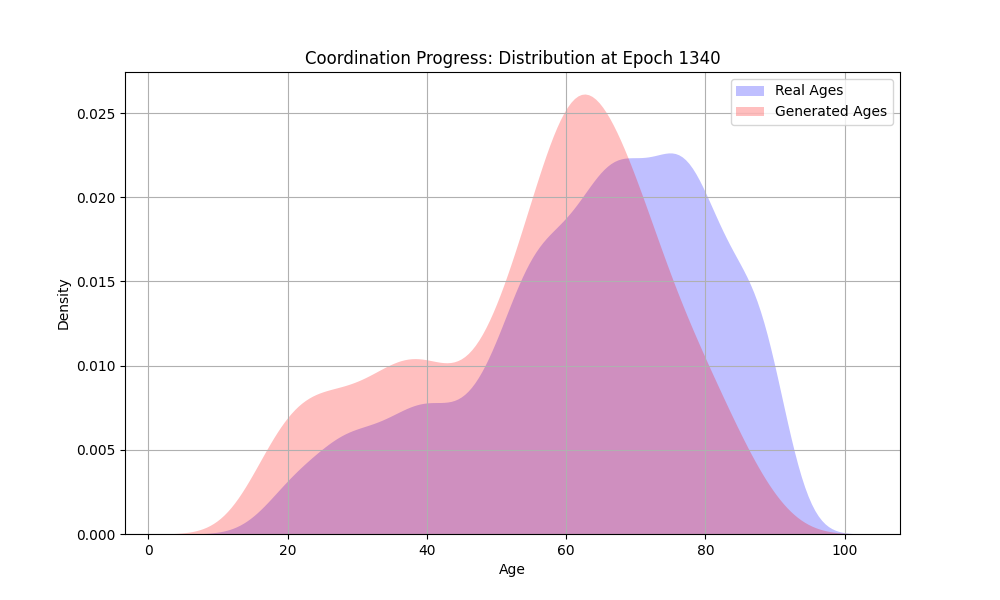 Coordination Progress: Distribution at Epoch 1340
Real Ages
Generated Ages
Density
0.025
0.020
0.015
0.010
0.005
0.000
0 20 40 60 80 100
Age